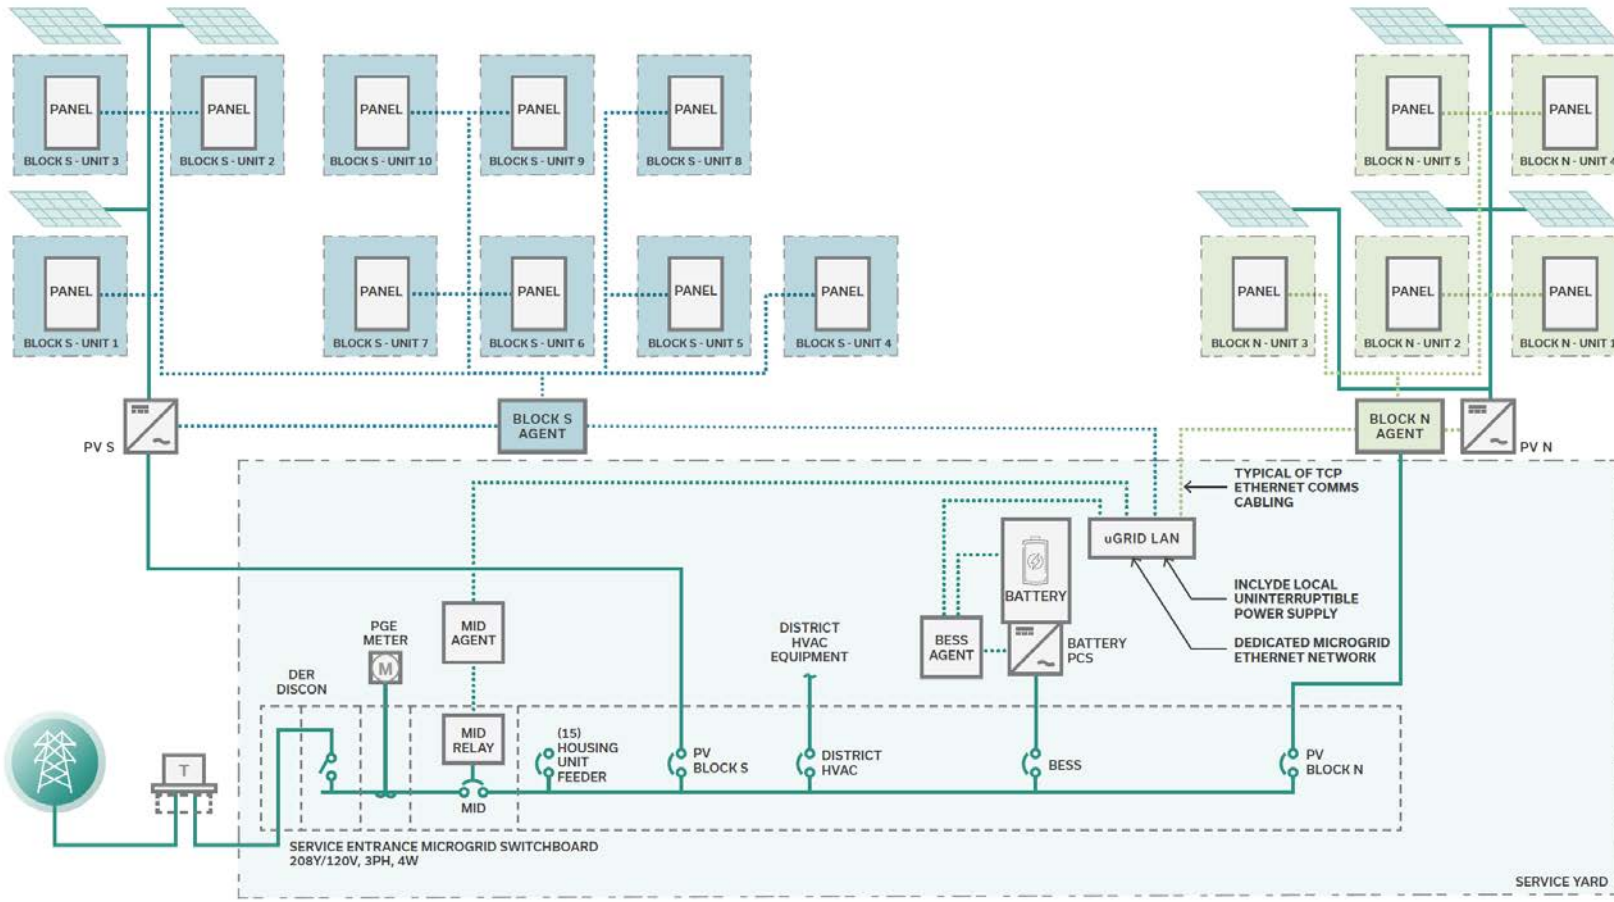 PANEL
BLOCK S - UNIT 3
PANEL
BLOCK S - UNIT 2
PANEL
BLOCK S - UNIT 10
PANEL
BLOCK S - UNIT 9
PANEL
BLOCK S - UNIT 8
PANEL
BLOCK N - UNIT 5
PANEL
BLOCK N - UNIT 4
PANEL
BLOCK S - UNIT 1
PANEL
BLOCK S - UNIT 7
PANEL
BLOCK S - UNIT 6
PANEL
BLOCK S - UNIT 5
PANEL
BLOCK S - UNIT 4
PANEL
BLOCK N - UNIT 3
PANEL
BLOCK N - UNIT 2
PANEL
BLOCK N - UNIT 1
PV S
BLOCK S
AGENT
BLOCK N
AGENT
PV N
TYPICAL OF TCP
ETHERNET COMMS
CABLING
uGRID LAN
BATTERY
INCLYDE LOCAL
UNINTERRUPTIBLE
POWER SUPPLY
DEDICATED MICROGRID
ETHERNET NETWORK
PGE
METER
M
MID
AGENT
DISTRICT
HVAC
EQUIPMENT
BESS
AGENT
BATTERY
PCS
DER
DISCON
MID
RELAY
MID
(15)
HOUSING
UNIT
FEEDER
PV
BLOCK S
DISTRICT
HVAC
BESS
PV
BLOCK N
T
SERVICE ENTRANCE MICROGRID SWITCHBOARD
208Y/120V, 3PH, 4W
SERVICE YARD